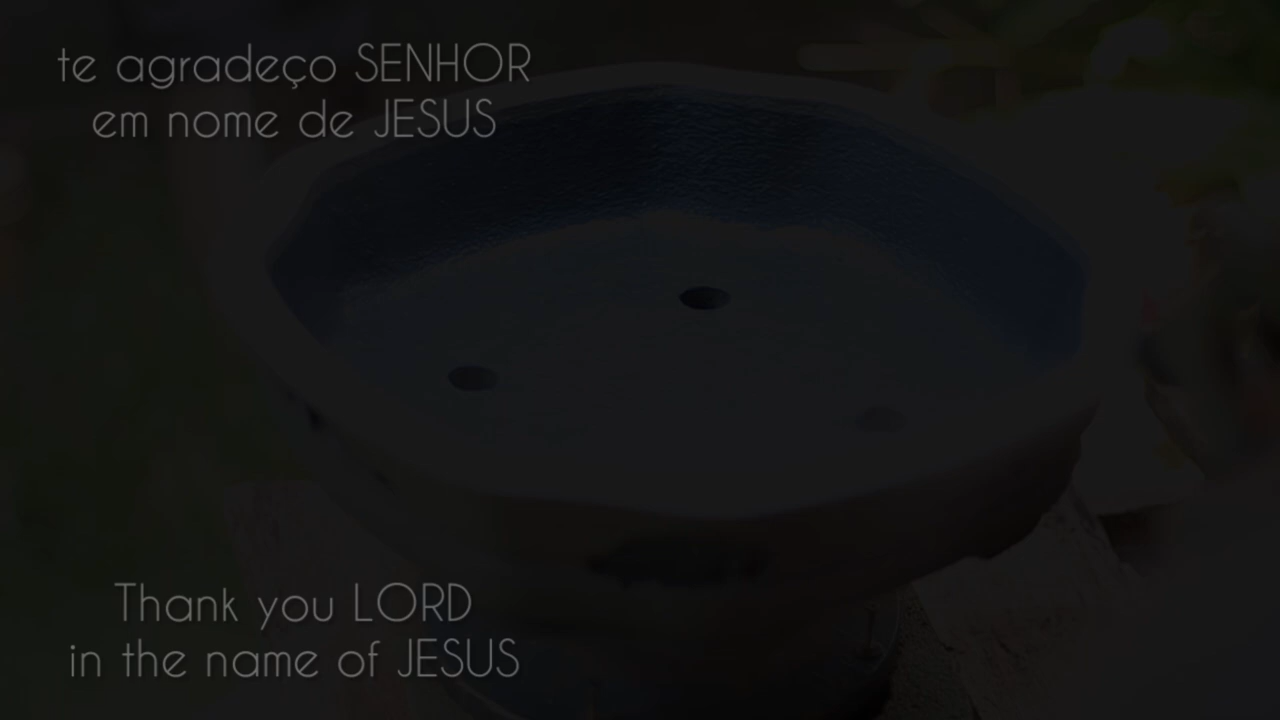 te agradeço SENHOR
em nome de JESUS
Thank you LORD
in the name of JESUS